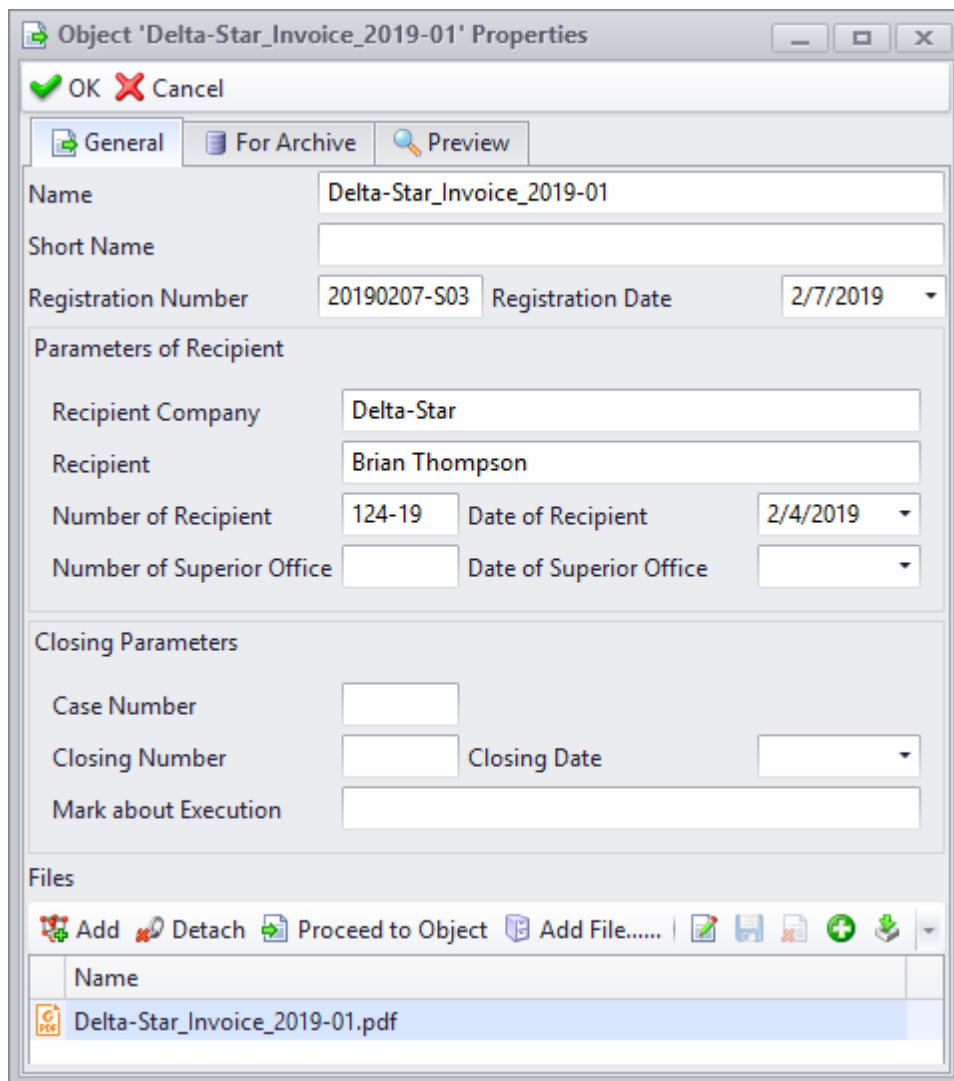 Object 'Delta-Star_Invoice_2019-01' Properties
OK Cancel
General For Archive Preview
Name Delta-Star_Invoice_2019-01
Short Name
Registration Number 20190207-S03 Registration Date 2/7/2019
Parameters of Recipient
Recipient Company Delta-Star
Recipient Brian Thompson
Number of Recipient 124-19 Date of Recipient 2/4/2019
Number of Superior Office Date of Superior Office
Closing Parameters
Case Number
Closing Number Closing Date
Mark about Execution
Files
Add Detach Proceed to Object Add File......
Name
PDF Delta-Star_Invoice_2019-01.pdf